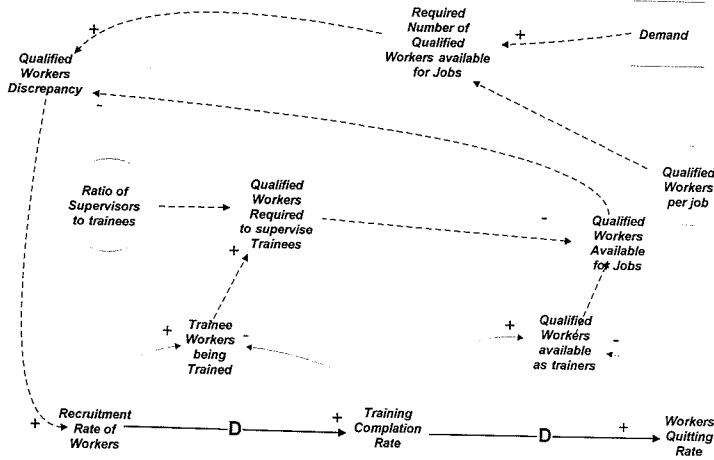 Required
Number of
Qualified
Workers available
for Jobs
+
+
Demand
Qualified
Workers
Discrepancy
-
Qualified
Workers
per job
Ratio of
Supervisors
to trainees
Qualified
Workers
Required
to supervise
Trainees
+
-
Qualified
Workers
Available
for Jobs
+
Trainee
Workers
being
Trained
-
+
Qualified
Workers
available
as trainers
-
+
Recruitment
Rate of
Workers
D
+
Training
Complation
Rate
D
+
Workers
Quitting
Rate